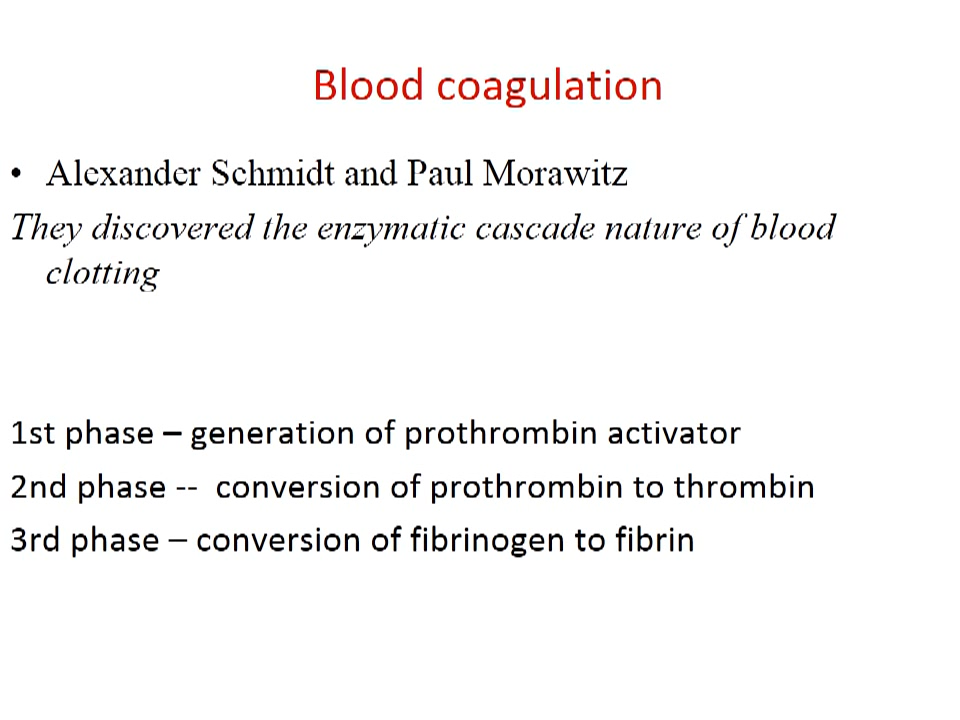 Blood coagulation
• Alexander Schmidt and Paul Morawitz
They discovered the enzymatic cascade nature of blood
clotting
1st phase – generation of prothrombin activator
2nd phase -- conversion of prothrombin to thrombin
3rd phase – conversion of fibrinogen to fibrin